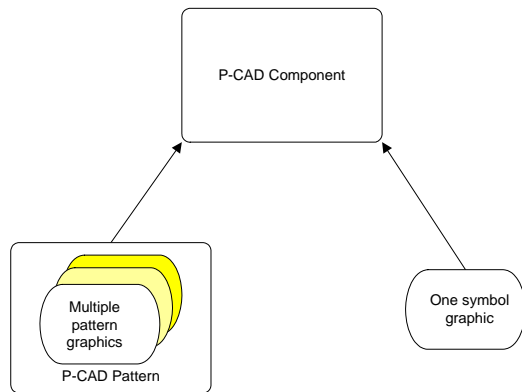 P-CAD Component
Multiple
pattern
graphics
P-CAD Pattern
One symbol
graphic